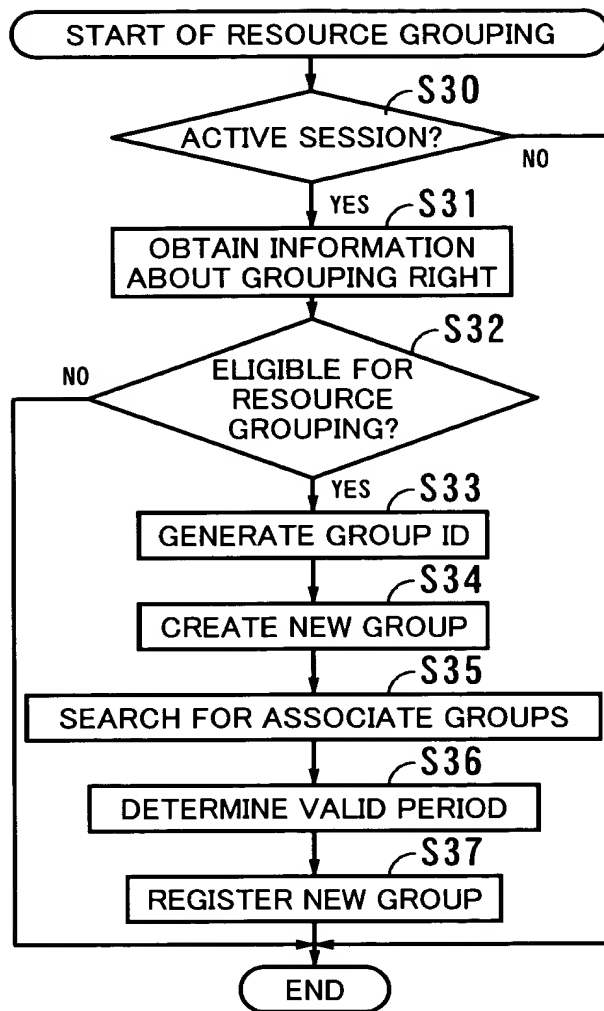 START OF RESOURCE GROUPING
S30
ACTIVE SESSION?
NO
YES
S31
OBTAIN INFORMATION
ABOUT GROUPING RIGHT
S32
NO
ELIGIBLE FOR
RESOURCE
GROUPING?
YES
S33
GENERATE GROUP ID
S34
CREATE NEW GROUP
S35
SEARCH FOR ASSOCIATE GROUPS
S36
DETERMINE VALID PERIOD
S37
REGISTER NEW GROUP
END